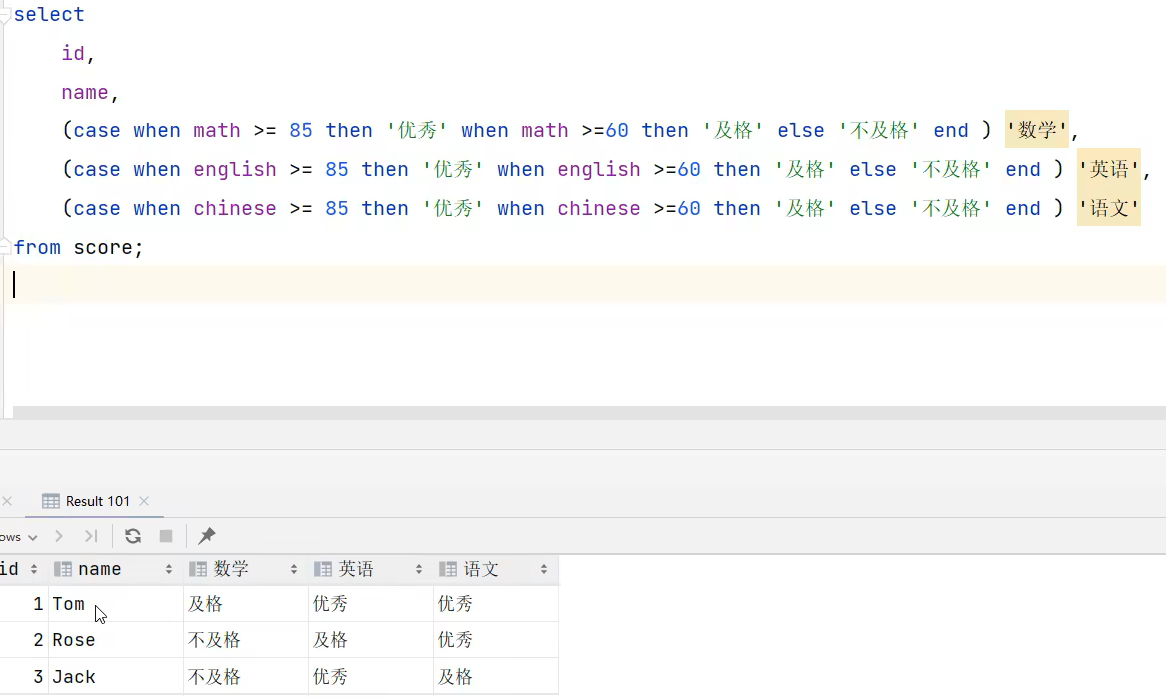 select
id,
name,
(case when math >= 85 then '优秀' when math >=60 then '及格' else '不及格' end ) '数学',
(case when english >= 85 then '优秀' when english >=60 then '及格' else '不及格' end ) '英语',
(case when chinese >= 85 then '优秀' when chinese >=60 then '及格' else '不及格' end ) '语文'
from score;
Result 101
ows
id name 数学 英语 语文
1 Tom 及格 优秀 优秀
2 Rose 不及格 及格 优秀
3 Jack 不及格 优秀 及格